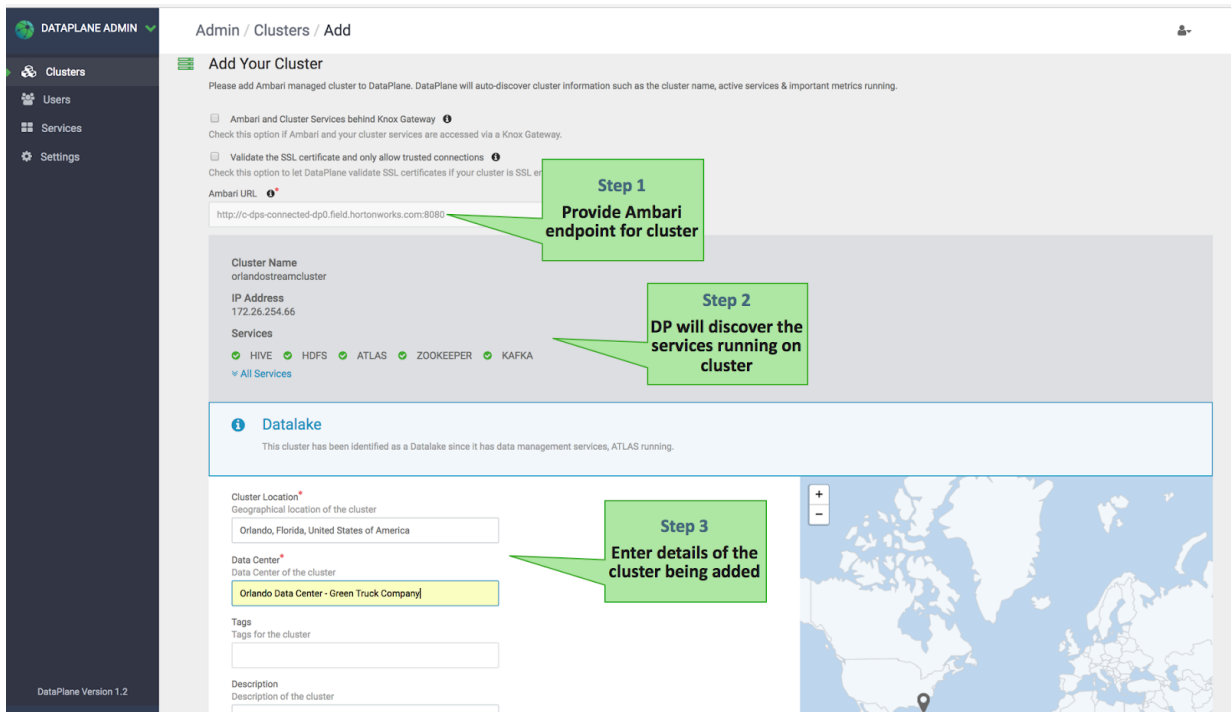 DATAPLANE ADMIN
Clusters
Users
Services
Settings
DataPlane Version 1.2
Admin / Clusters / Add
Add Your Cluster
Please add Ambari managed cluster to DataPlane. DataPlane will auto-discover cluster information such as the cluster name, active services & important metrics running.
Ambari and Cluster Services behind Knox Gateway
Check this option if Ambari and your cluster services are accessed via a Knox Gateway.
Validate the SSL certificate and only allow trusted connections
Check this option to let DataPlane validate SSL certificates if your cluster is SSL
Ambari URL *
http://c-dps-connected-dp0.field.hortonworks.com:8080
Step 1
Provide Ambari
endpoint for cluster
Cluster Name
orlandostreamcluster
IP Address
172.26.254.66
Services
HIVE HDFS ATLAS ZOOKEEPER KAFKA
All Services
Step 2
DP will discover the
services running on
cluster
Datalake
This cluster has been identified as a Datalake since it has data management services, ATLAS running.
Cluster Location*
Geographical location of the cluster
Orlando, Florida, United States of America
Data Center*
Data Center of the cluster
Orlando Data Center - Green Truck Company
Tags
Tags for the cluster
Description
Description of the cluster
Step 3
Enter details of the
cluster being added
+
-